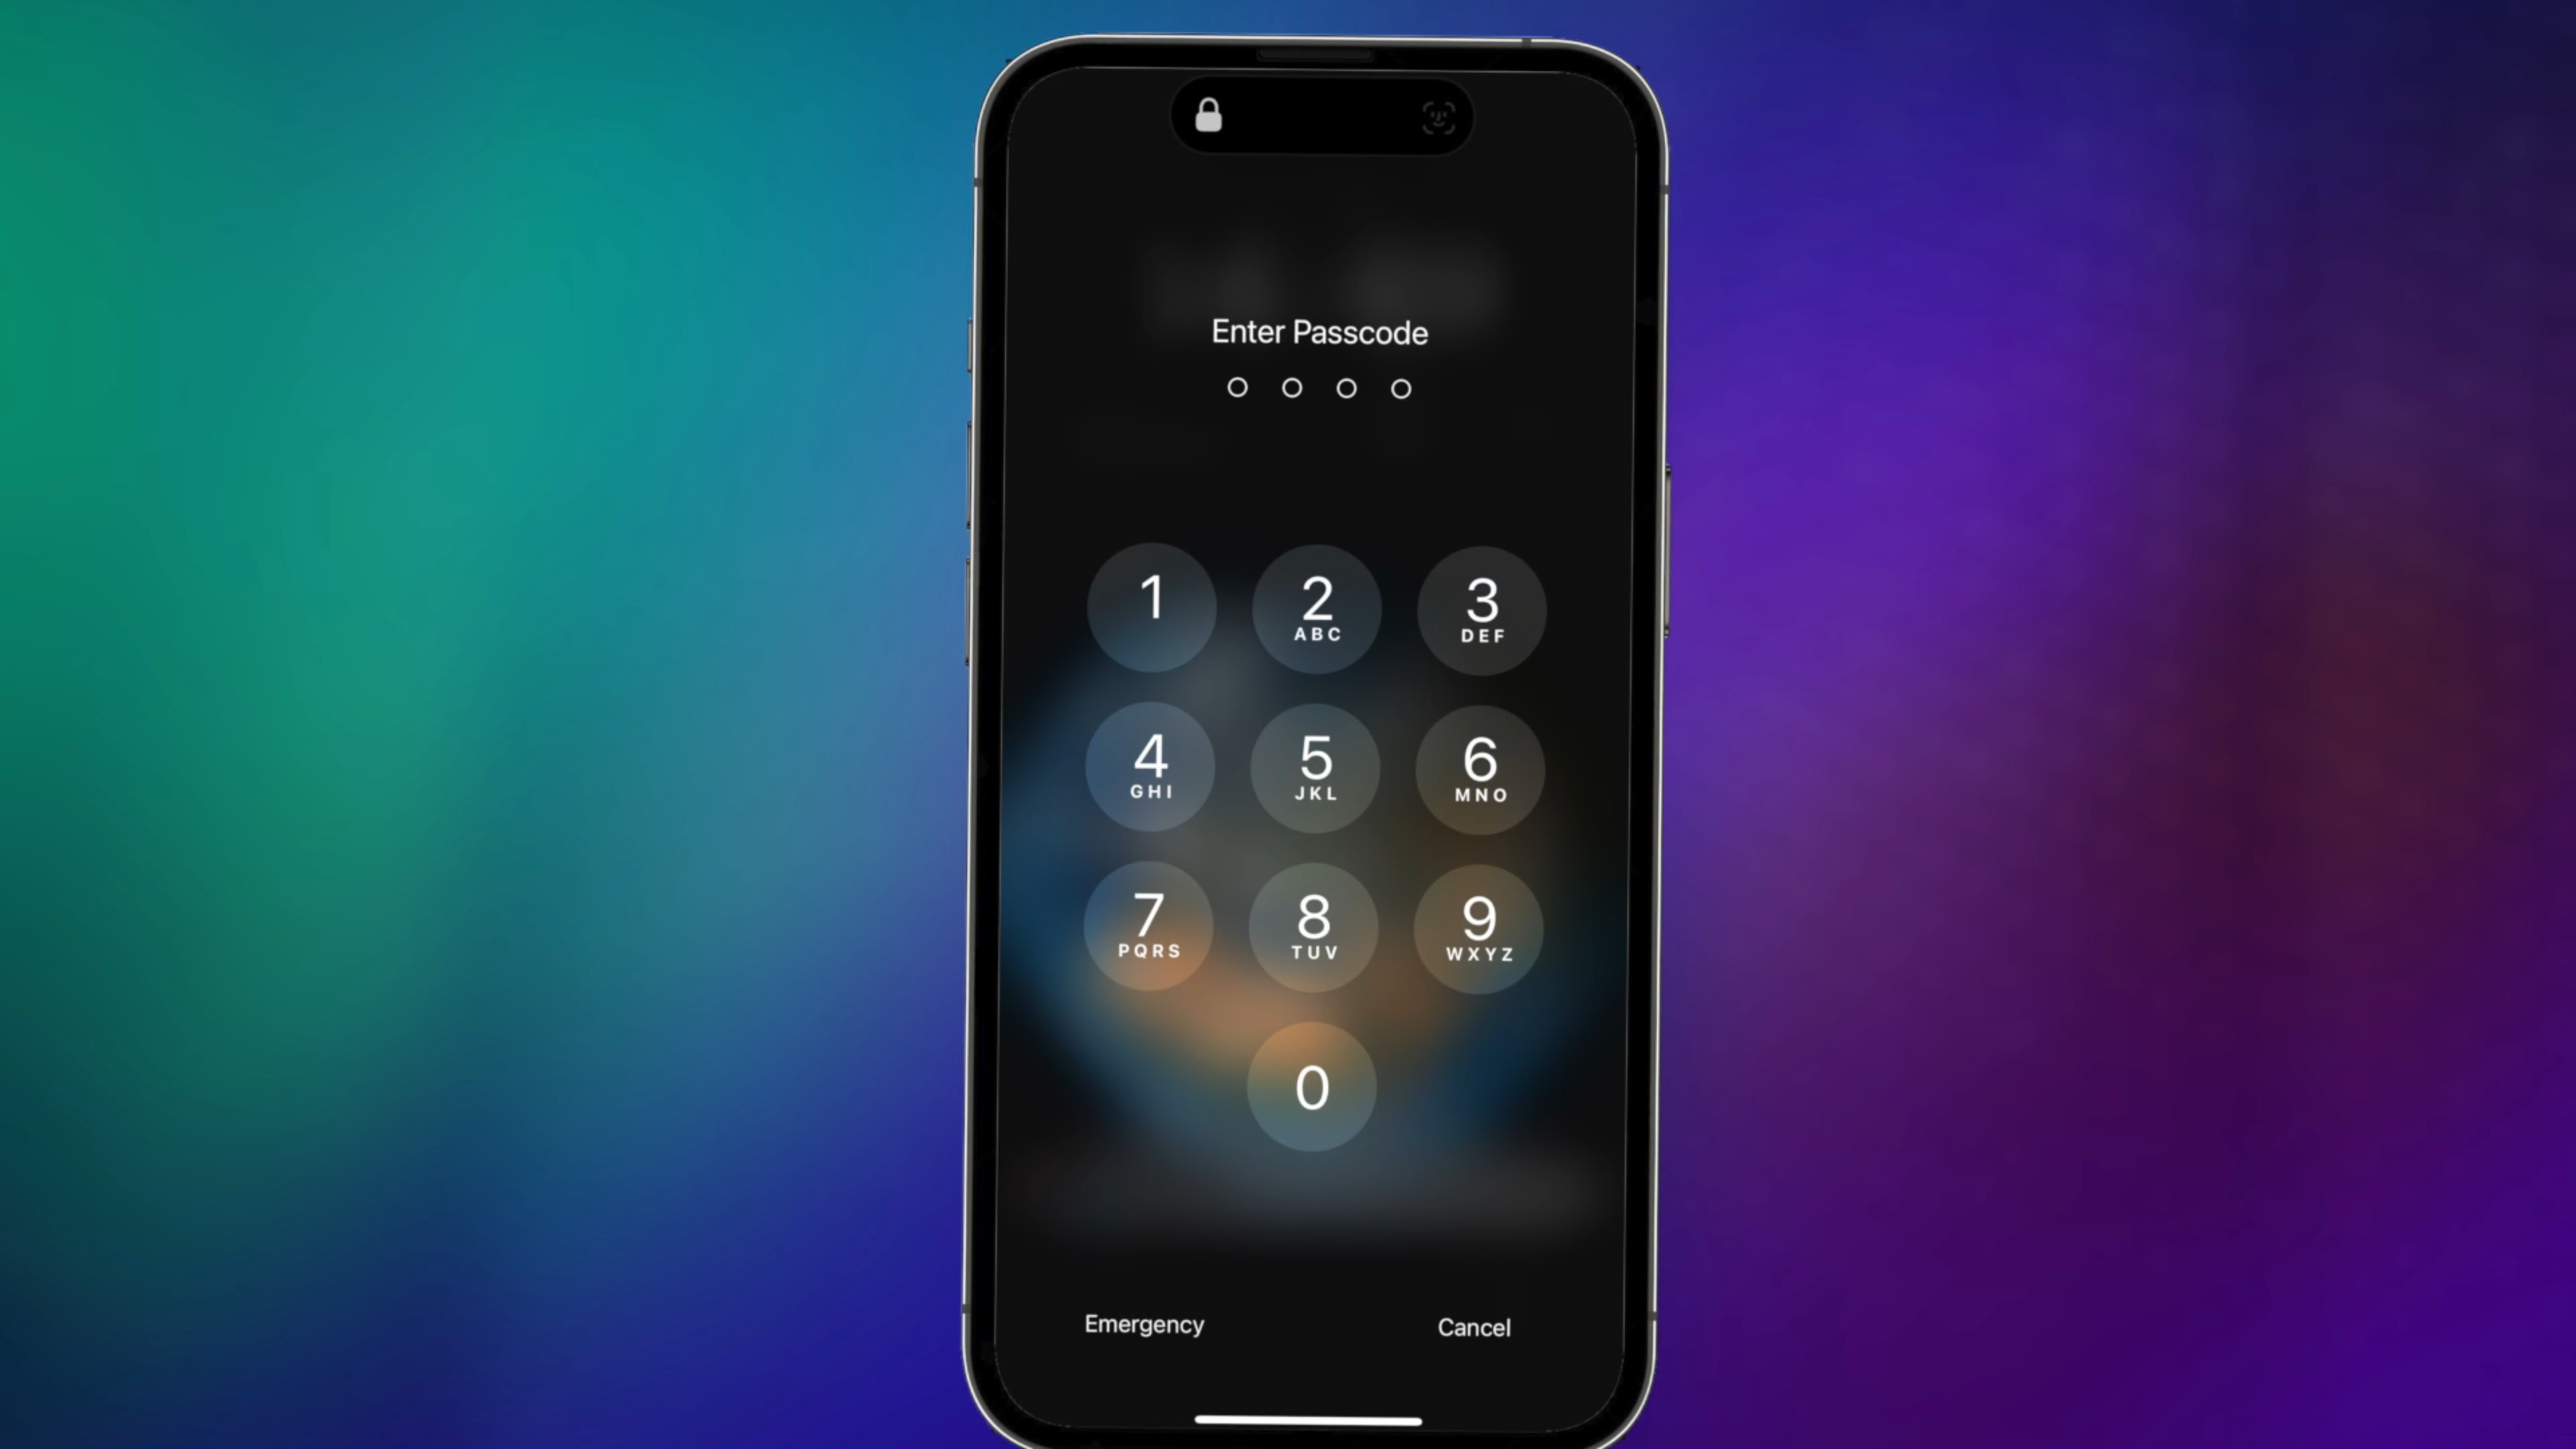 Enter Passcode
1
2
ABC
3
DEF
4
GHI
5
JKL
6
MNO
7
PQRS
8
TUV
9
WXYZ
0
Emergency
Cancel